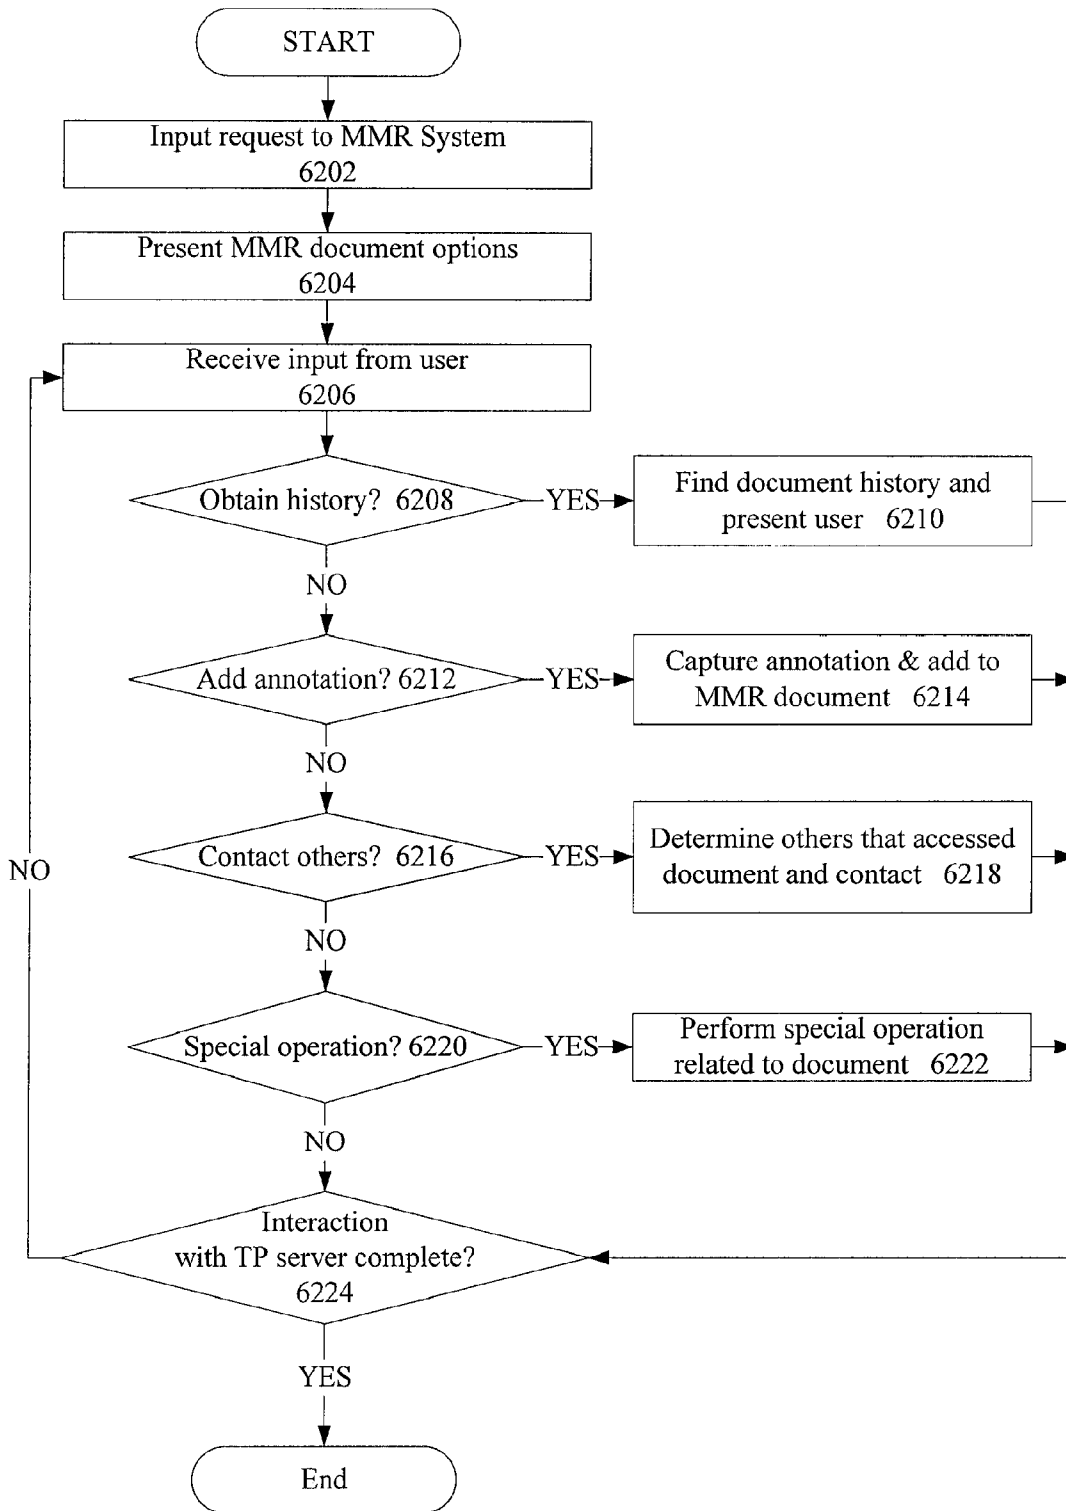 START
Input request to MMR System
6202
Present MMR document options
6204
Receive input from user
6206
Obtain history? 6208
YES
Find document history and
present user 6210
NO
Add annotation? 6212
YES
Capture annotation & add to
MMR document 6214
NO
Contact others? 6216
YES
Determine others that accessed
document and contact 6218
NO
NO
Special operation? 6220
YES
Perform special operation
related to document 6222
NO
Interaction
with TP server complete?
6224
YES
End